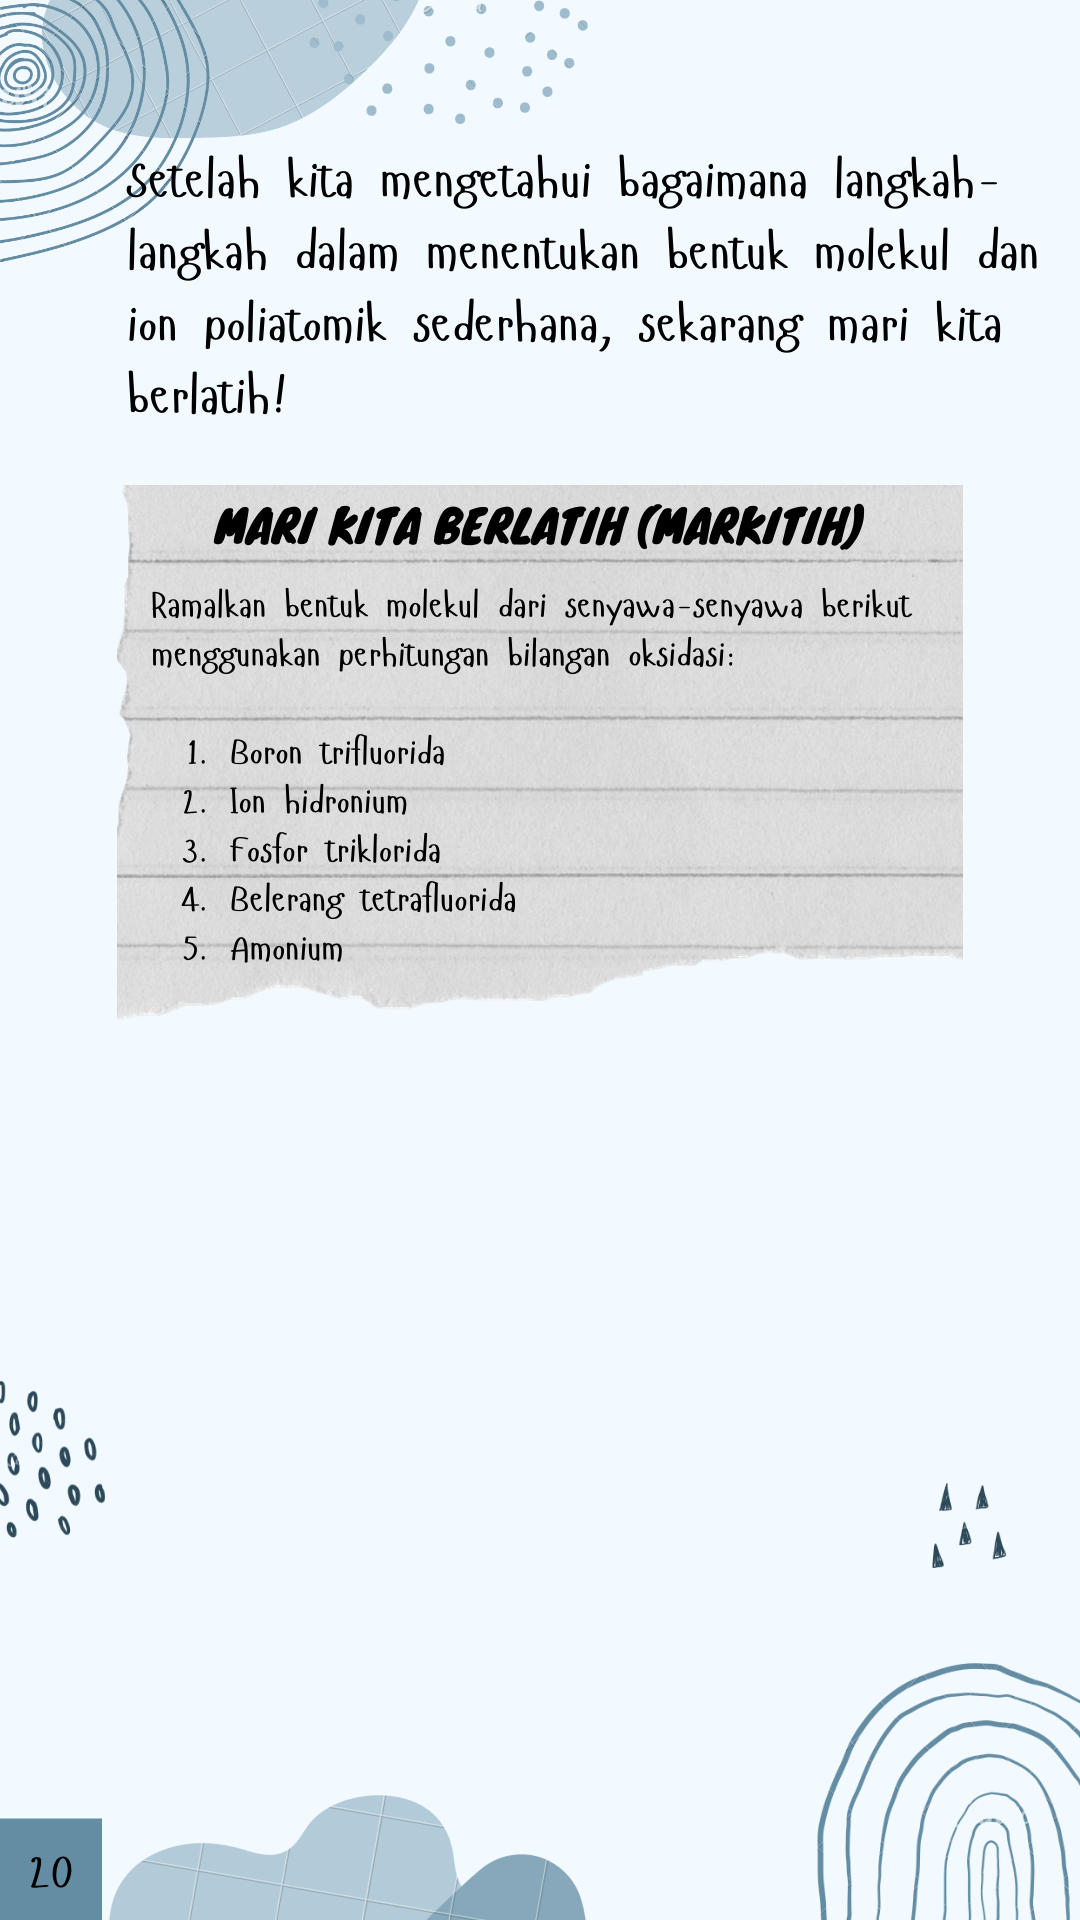 Setelah kita mengetahui bagaimana langkah-
langkah dalam menentukan bentuk molekul dan
ion poliatomik sederhana, sekarang mari kita
berlatih!
MARI KITA BERLATIH (MARKITIH)
Ramalkan bentuk molekul dari senyawa-senyawa berikut
menggunakan perhitungan bilangan oksidasi:
1. Boron trifluorida
2. Ion hidronium
3. Fosfor triklorida
4. Belerang tetrafluorida
5. Amonium
20